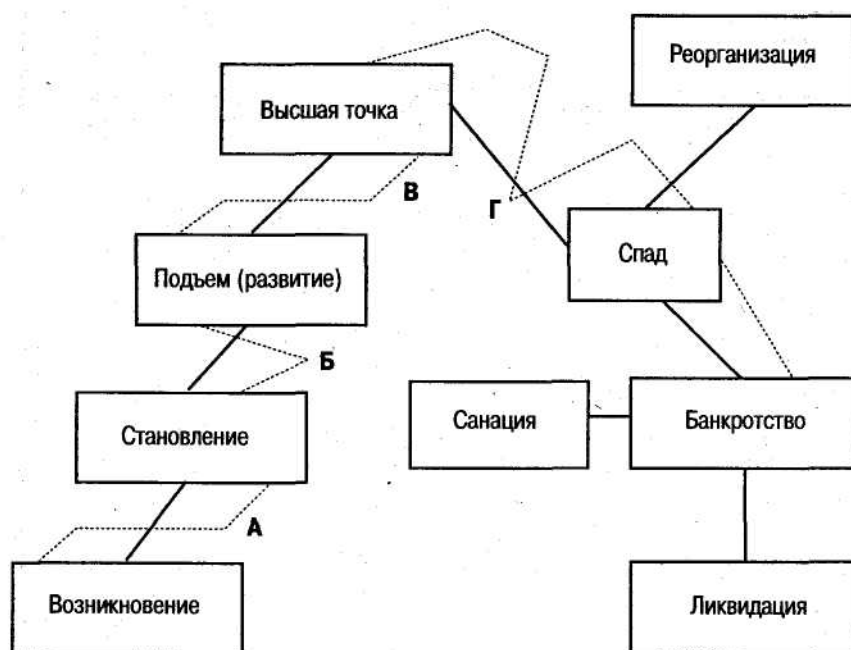 Реорганизация
Высшая точка
В
Г
Спад
Подъем (развитие)
Б
Становление
Санация
Банкротство
А
Возникновение
Ликвидация